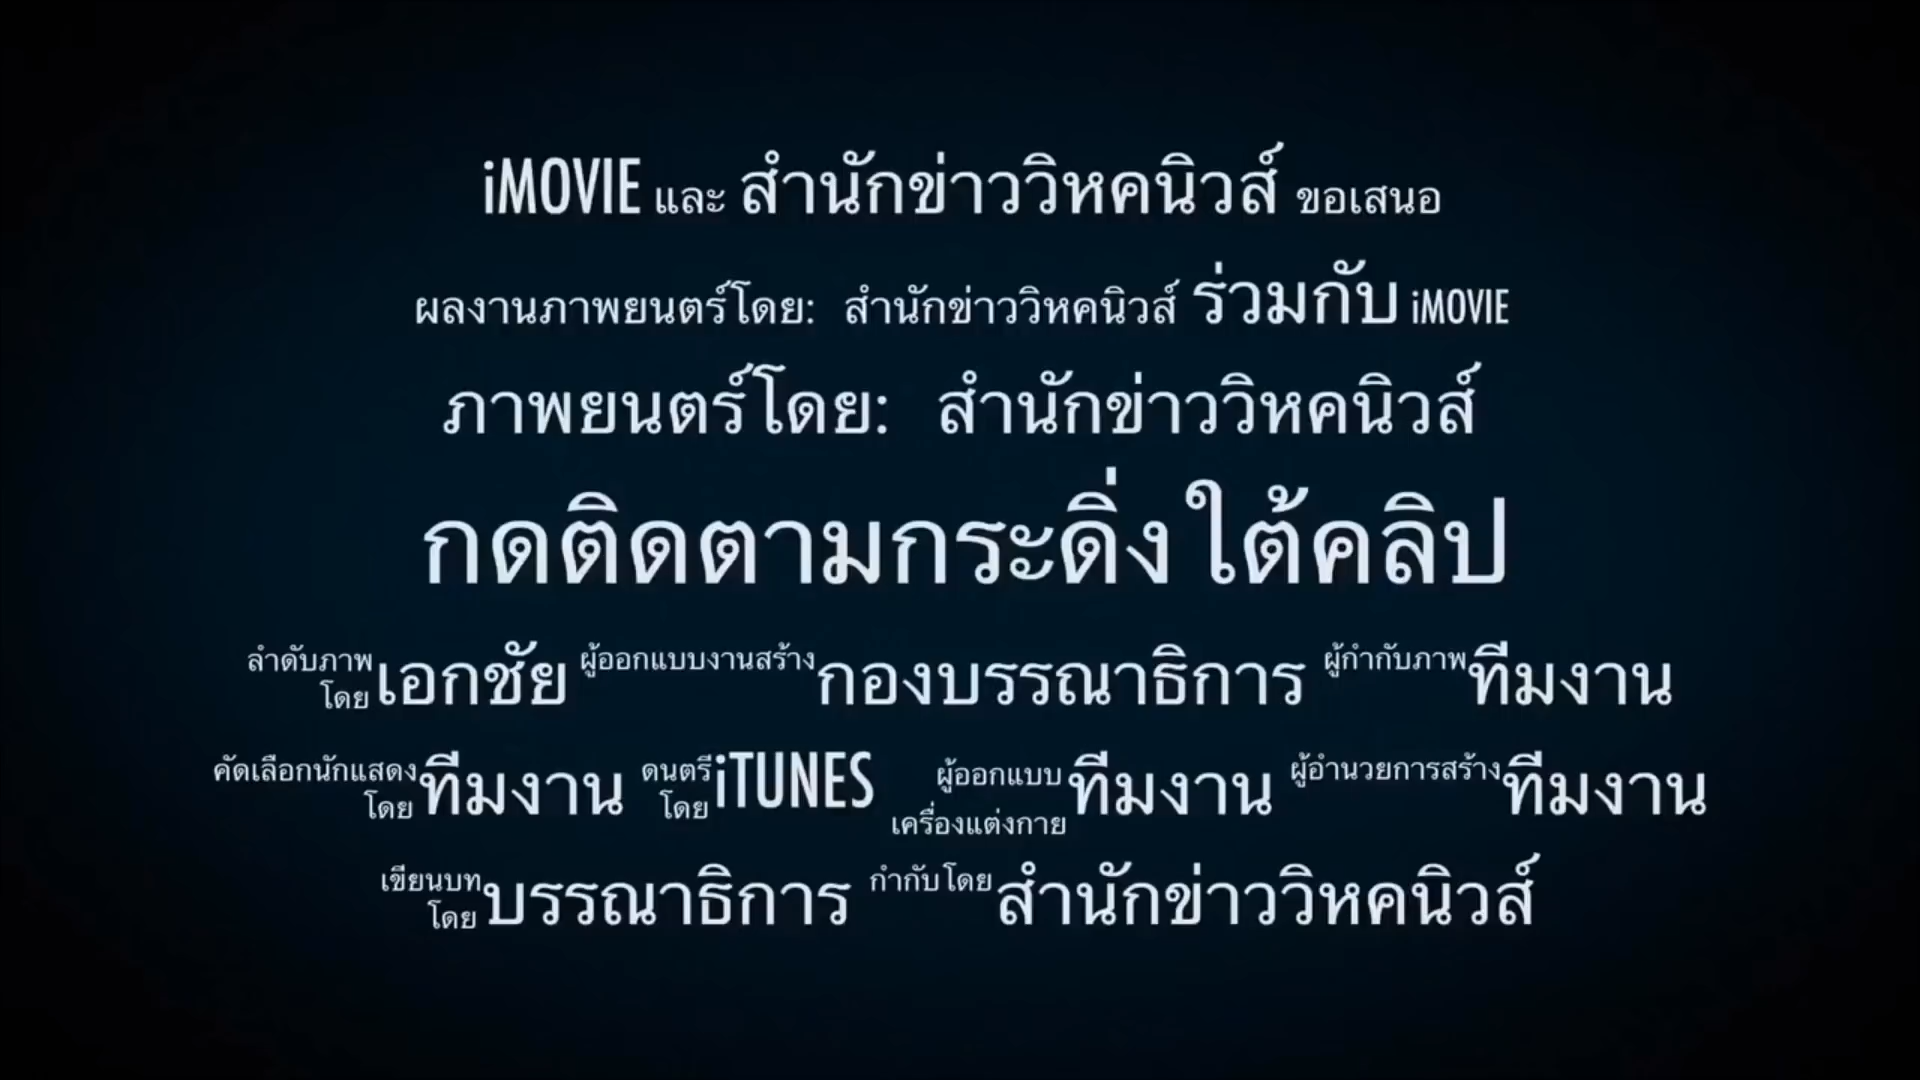 iMOVIE และ สำนักข่าววิหคนิวส์ ขอเสนอ
ผลงานภาพยนตร์โดย: สำนักข่าววิหคนิวส์ ร่วมกับ iMOVIE
ภาพยนตร์โดย: สำนักข่าววิหคนิวส์
กดติดตามกระดิ่งใต้คลิป
ลำดับภาพโดย เอกชัย ผู้ออกแบบงานสร้าง กองบรรณาธิการ ผู้กำกับภาพ ทีมงาน
คัดเลือกนักแสดงโดย ทีมงาน ดนตรีโดย iTUNES ผู้ออกแบบเครื่องแต่งกาย ทีมงาน ผู้อำนวยการสร้าง ทีมงาน
เขียนบทโดย บรรณาธิการ กำกับโดย สำนักข่าววิหคนิวส์